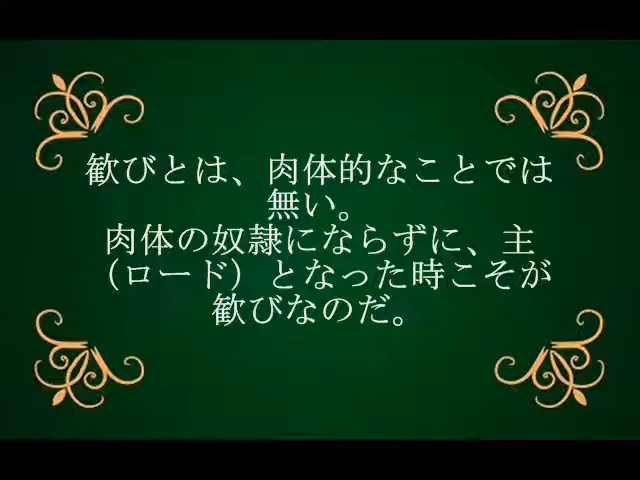 歓びとは、肉体的なことでは
無い。
肉体の奴隷にならずに、主
（ロード）となった時こそが
歓びなのだ。